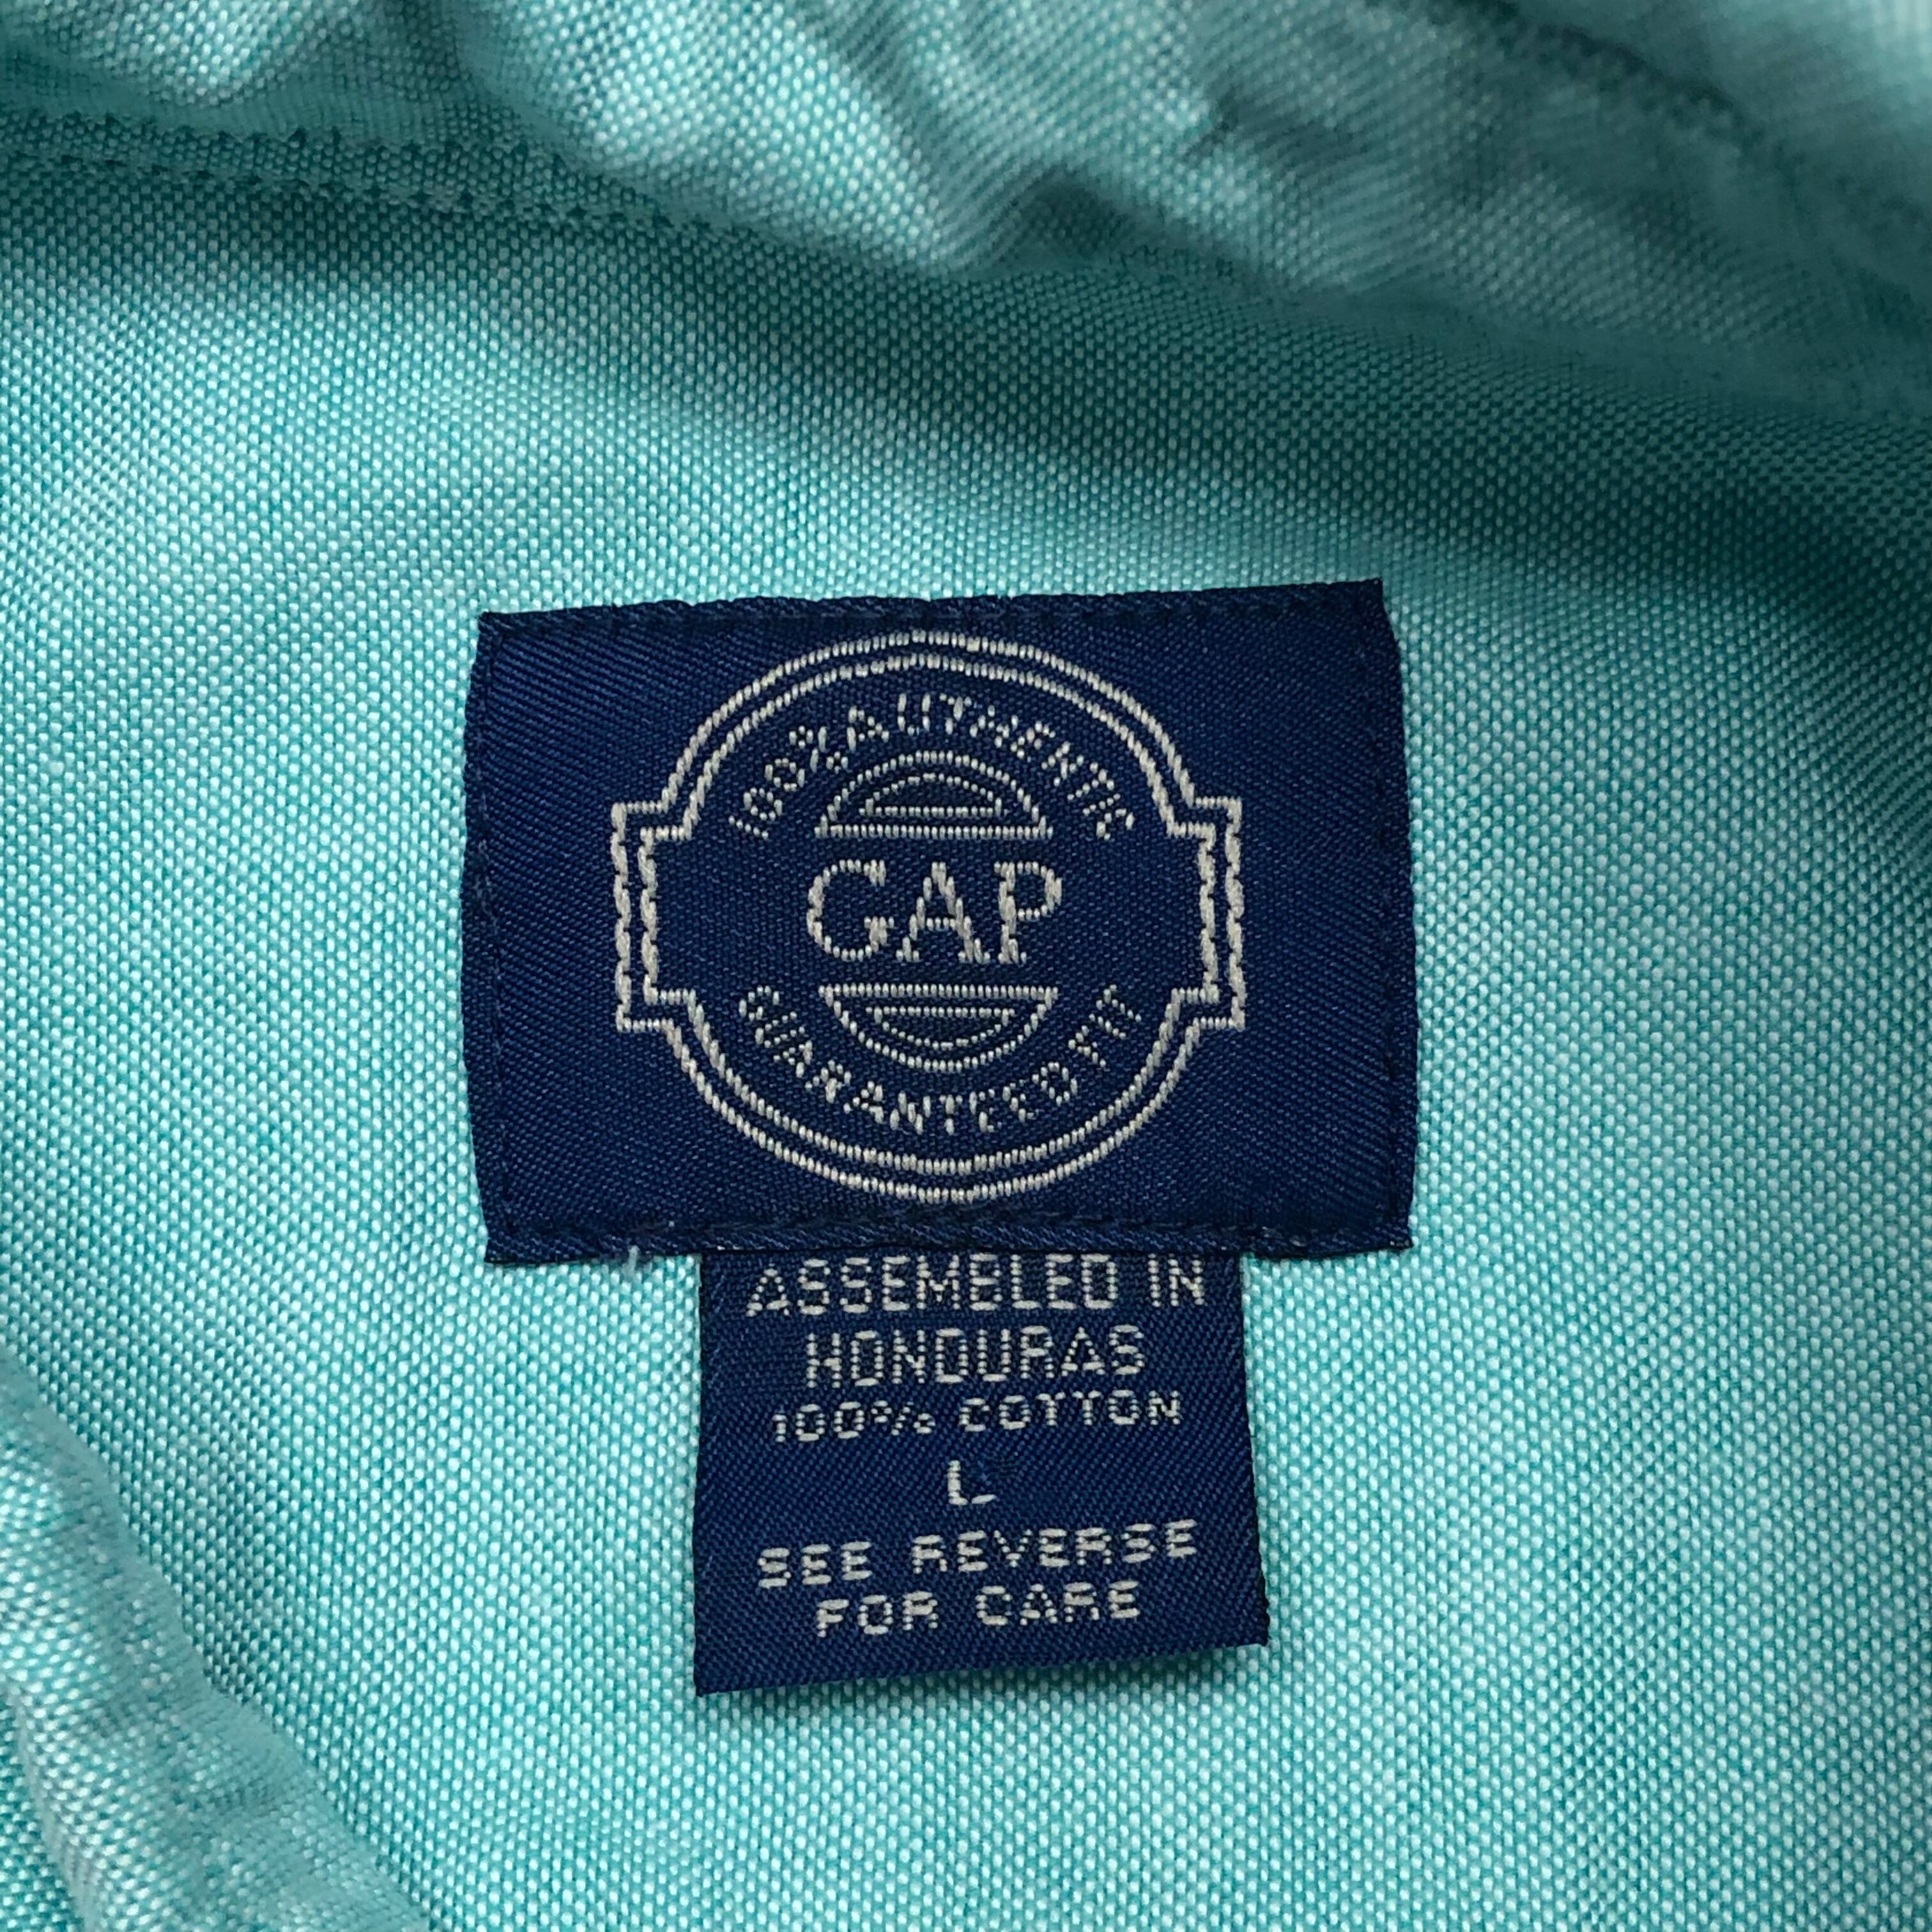 100% AUTHENTIC
GAP
GUARANTEED FIT
ASSEMBLED IN
HONDURAS
100% COTTON
L
SEE REVERSE
FOR CARE